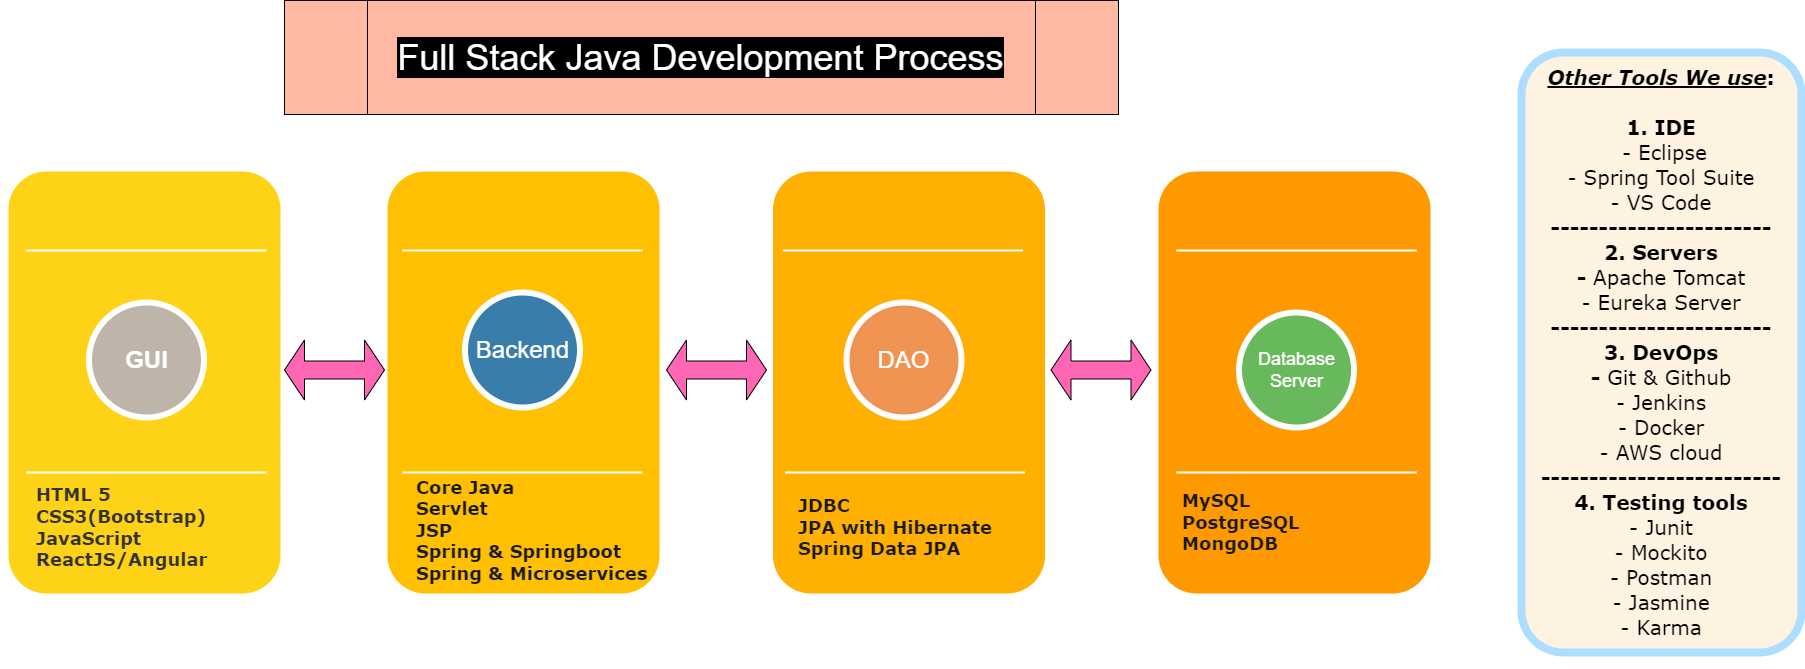 Full Stack Java Development Process
GUI
HTML 5
CSS3(Bootstrap)
JavaScript
ReactJS/Angular
Backend
Core Java
Servlet
JSP
Spring & Springboot
Spring & Microservices
DAO
JDBC
JPA with Hibernate
Spring Data JPA
Database
Server
MySQL
PostgreSQL
MongoDB
Other Tools We use:
1. IDE
- Eclipse
- Spring Tool Suite
- VS Code
-----------------------
2. Servers
- Apache Tomcat
- Eureka Server
-----------------------
3. DevOps
- Git & Github
- Jenkins
- Docker
- AWS cloud
-------------------------
4. Testing tools
- Junit
- Mockito
- Postman
- Jasmine
- Karma